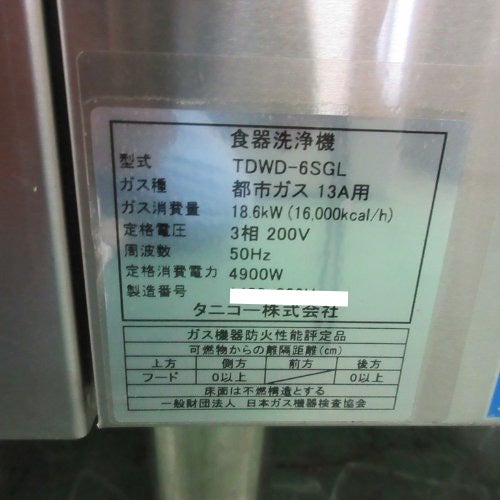 食器洗浄機
型式 TDWD-6SGL
ガス種 都市ガス 13A用
ガス消費量 18.6kW (16,000kcal/h)
定格電圧 3相 200V
周波数 50Hz
定格消費電力 4900W
製造番号
タニコー株式会社
ガス機器防火性能評定品
可燃物からの離隔距離(cm)
上方 側方 前方 後方
フード 0以上 0以上
床面は不燃構造とする
一般財団法人 日本ガス機器検査協会